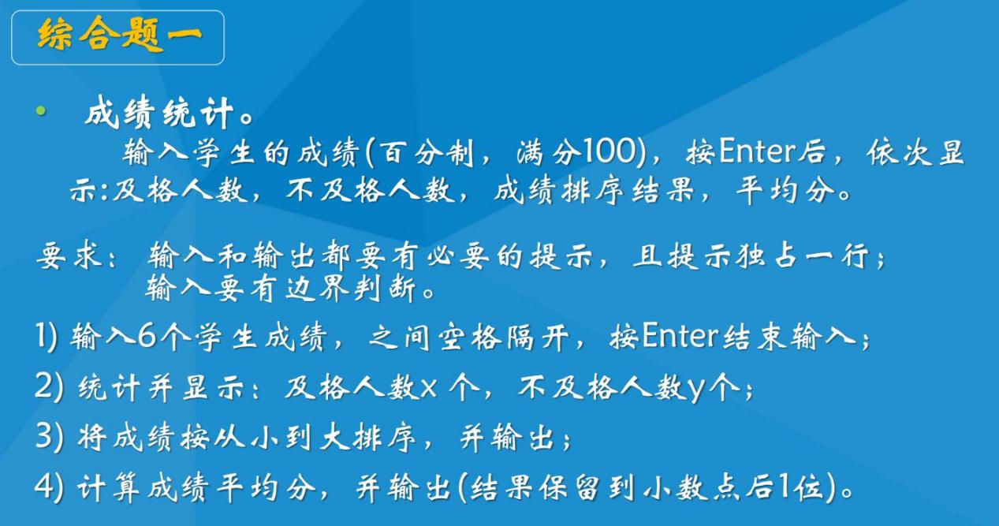 综合题一
• 成绩统计。
输入学生的成绩(百分制，满分100)，按Enter后，依次显
示:及格人数，不及格人数，成绩排序结果，平均分。
要求： 输入和输出都要有必要的提示，且提示独占一行；
输入要有边界判断。
1) 输入6个学生成绩，之间空格隔开，按Enter结束输入；
2) 统计并显示：及格人数x 个，不及格人数y个；
3) 将成绩按从小到大排序，并输出；
4) 计算成绩平均分，并输出(结果保留到小数点后1位)。